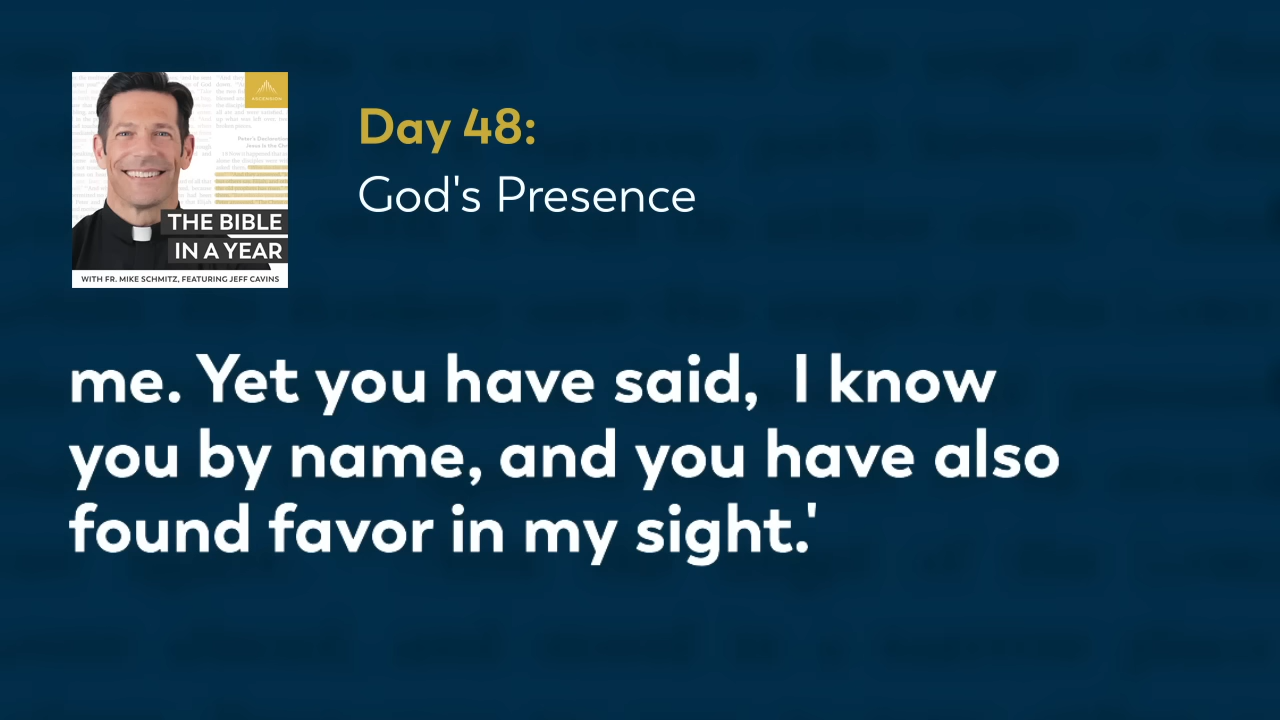 ASCENSION
THE BIBLE
IN A YEAR
WITH FR. MIKE SCHMITZ, FEATURING JEFF CAVINS
Day 48:
God's Presence
me. Yet you have said,  I know
you by name, and you have also
found favor in my sight.'